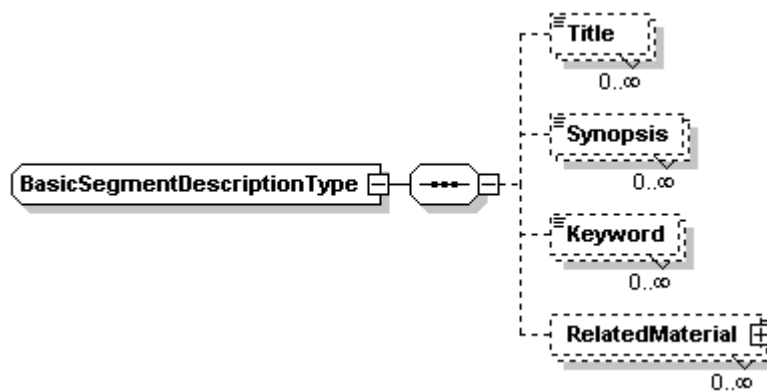 Title
0..∞
Synopsis
0..∞
BasicSegmentDescriptionType
Keyword
0..∞
RelatedMaterial
0..∞